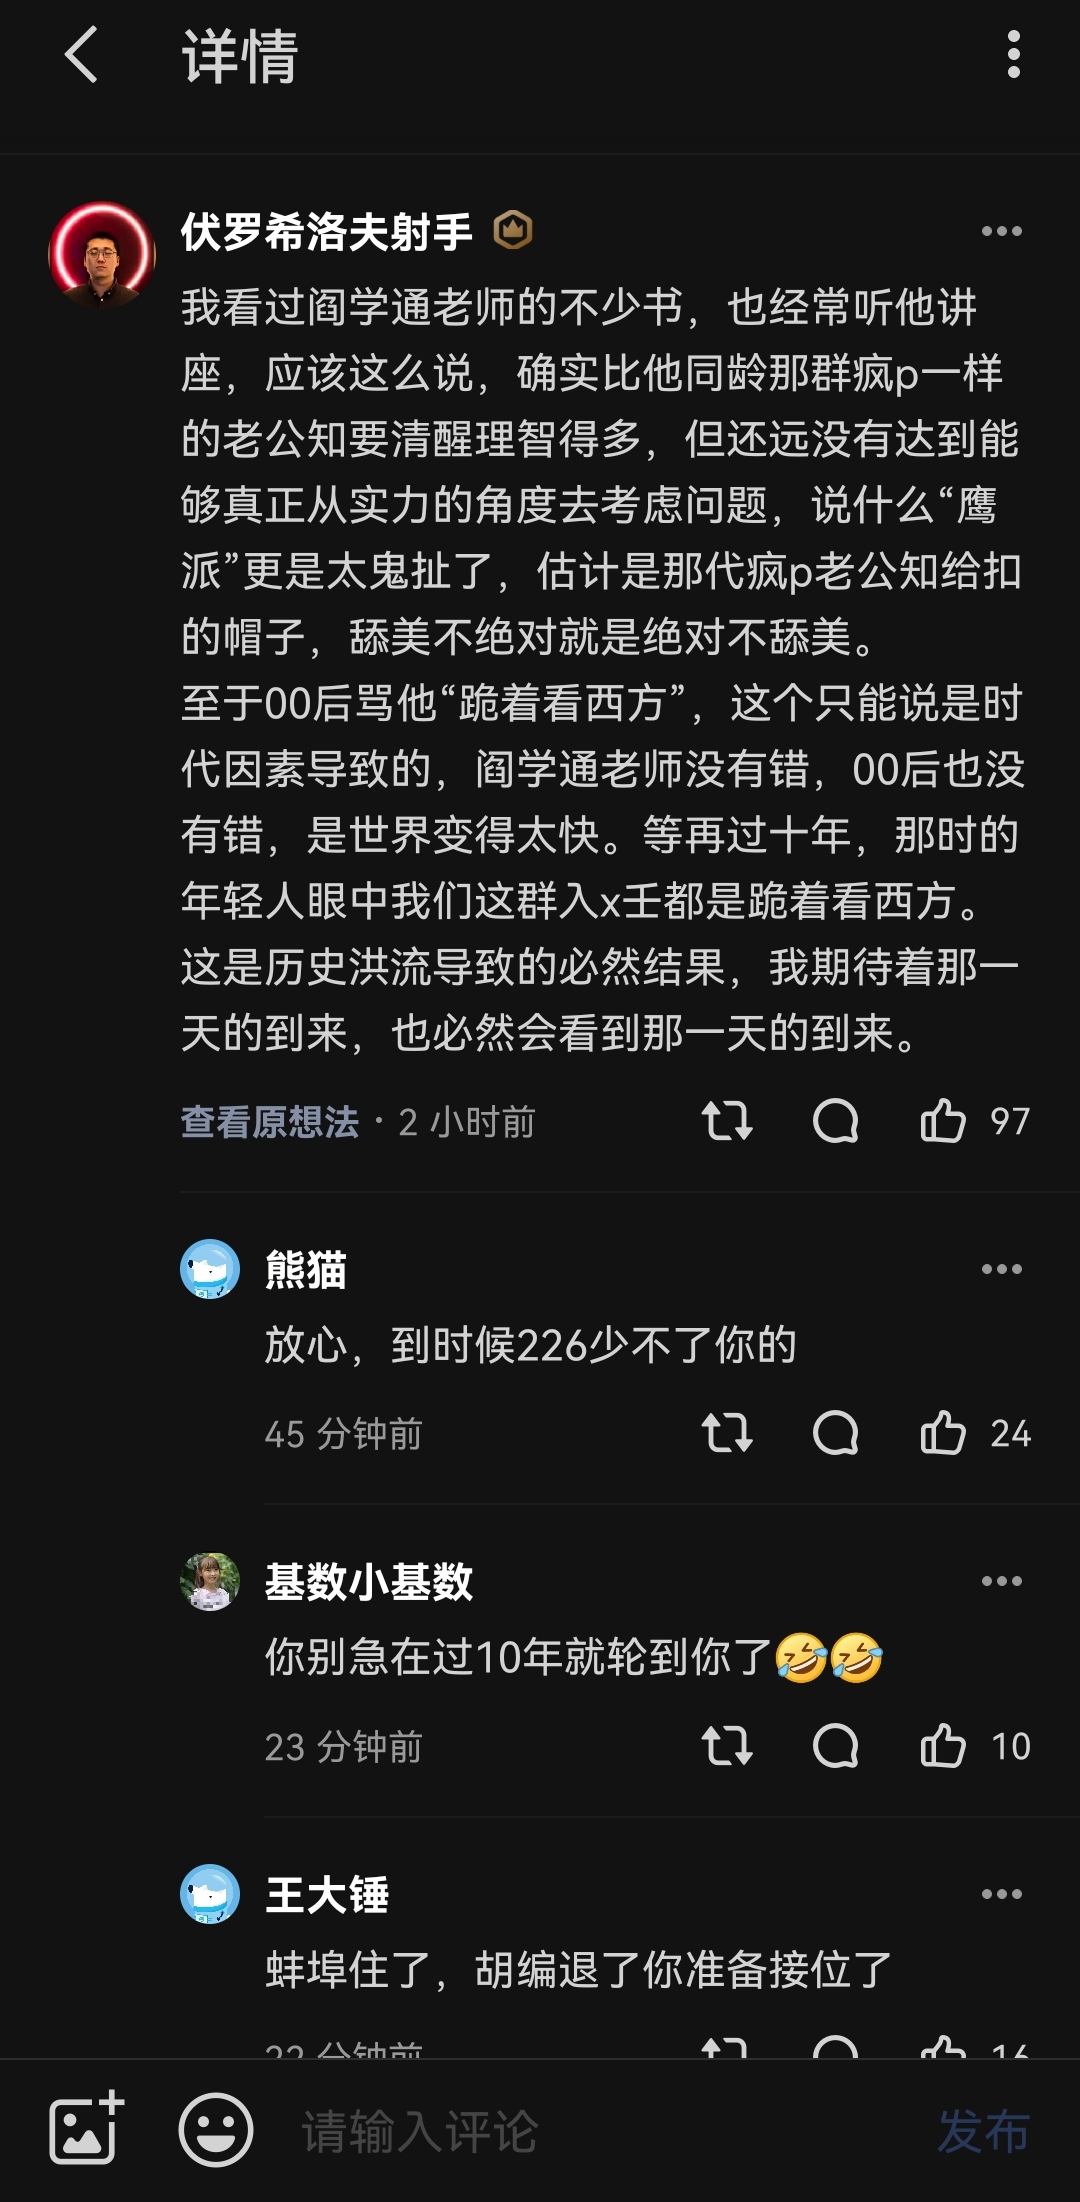 详情
伏罗希洛夫射手
我看过阎学通老师的不少书，也经常听他讲
座，应该这么说，确实比他同龄那群疯p一样
的老公知要清醒理智得多，但还远没有达到能
够真正从实力的角度去考虑问题，说什么“鹰
派”更是太鬼扯了，估计是那代疯p老公知给扣
的帽子，舔美不绝对就是绝对不舔美。
至于00后骂他“跪着看西方”，这个只能说是时
代因素导致的，阎学通老师没有错，00后也没
有错，是世界变得太快。等再过十年，那时的
年轻人眼中我们这群入x壬都是跪着看西方。
这是历史洪流导致的必然结果，我期待着那一
天的到来，也必然会看到那一天的到来。
查看原想法 · 2 小时前 97
熊猫
放心，到时候226少不了你的
45 分钟前 24
基数小基数
你别急在过10年就轮到你了🤣🤣
23 分钟前 10
王大锤
蚌埠住了，胡编退了你准备接位了
22 分钟前 16
请输入评论 发布